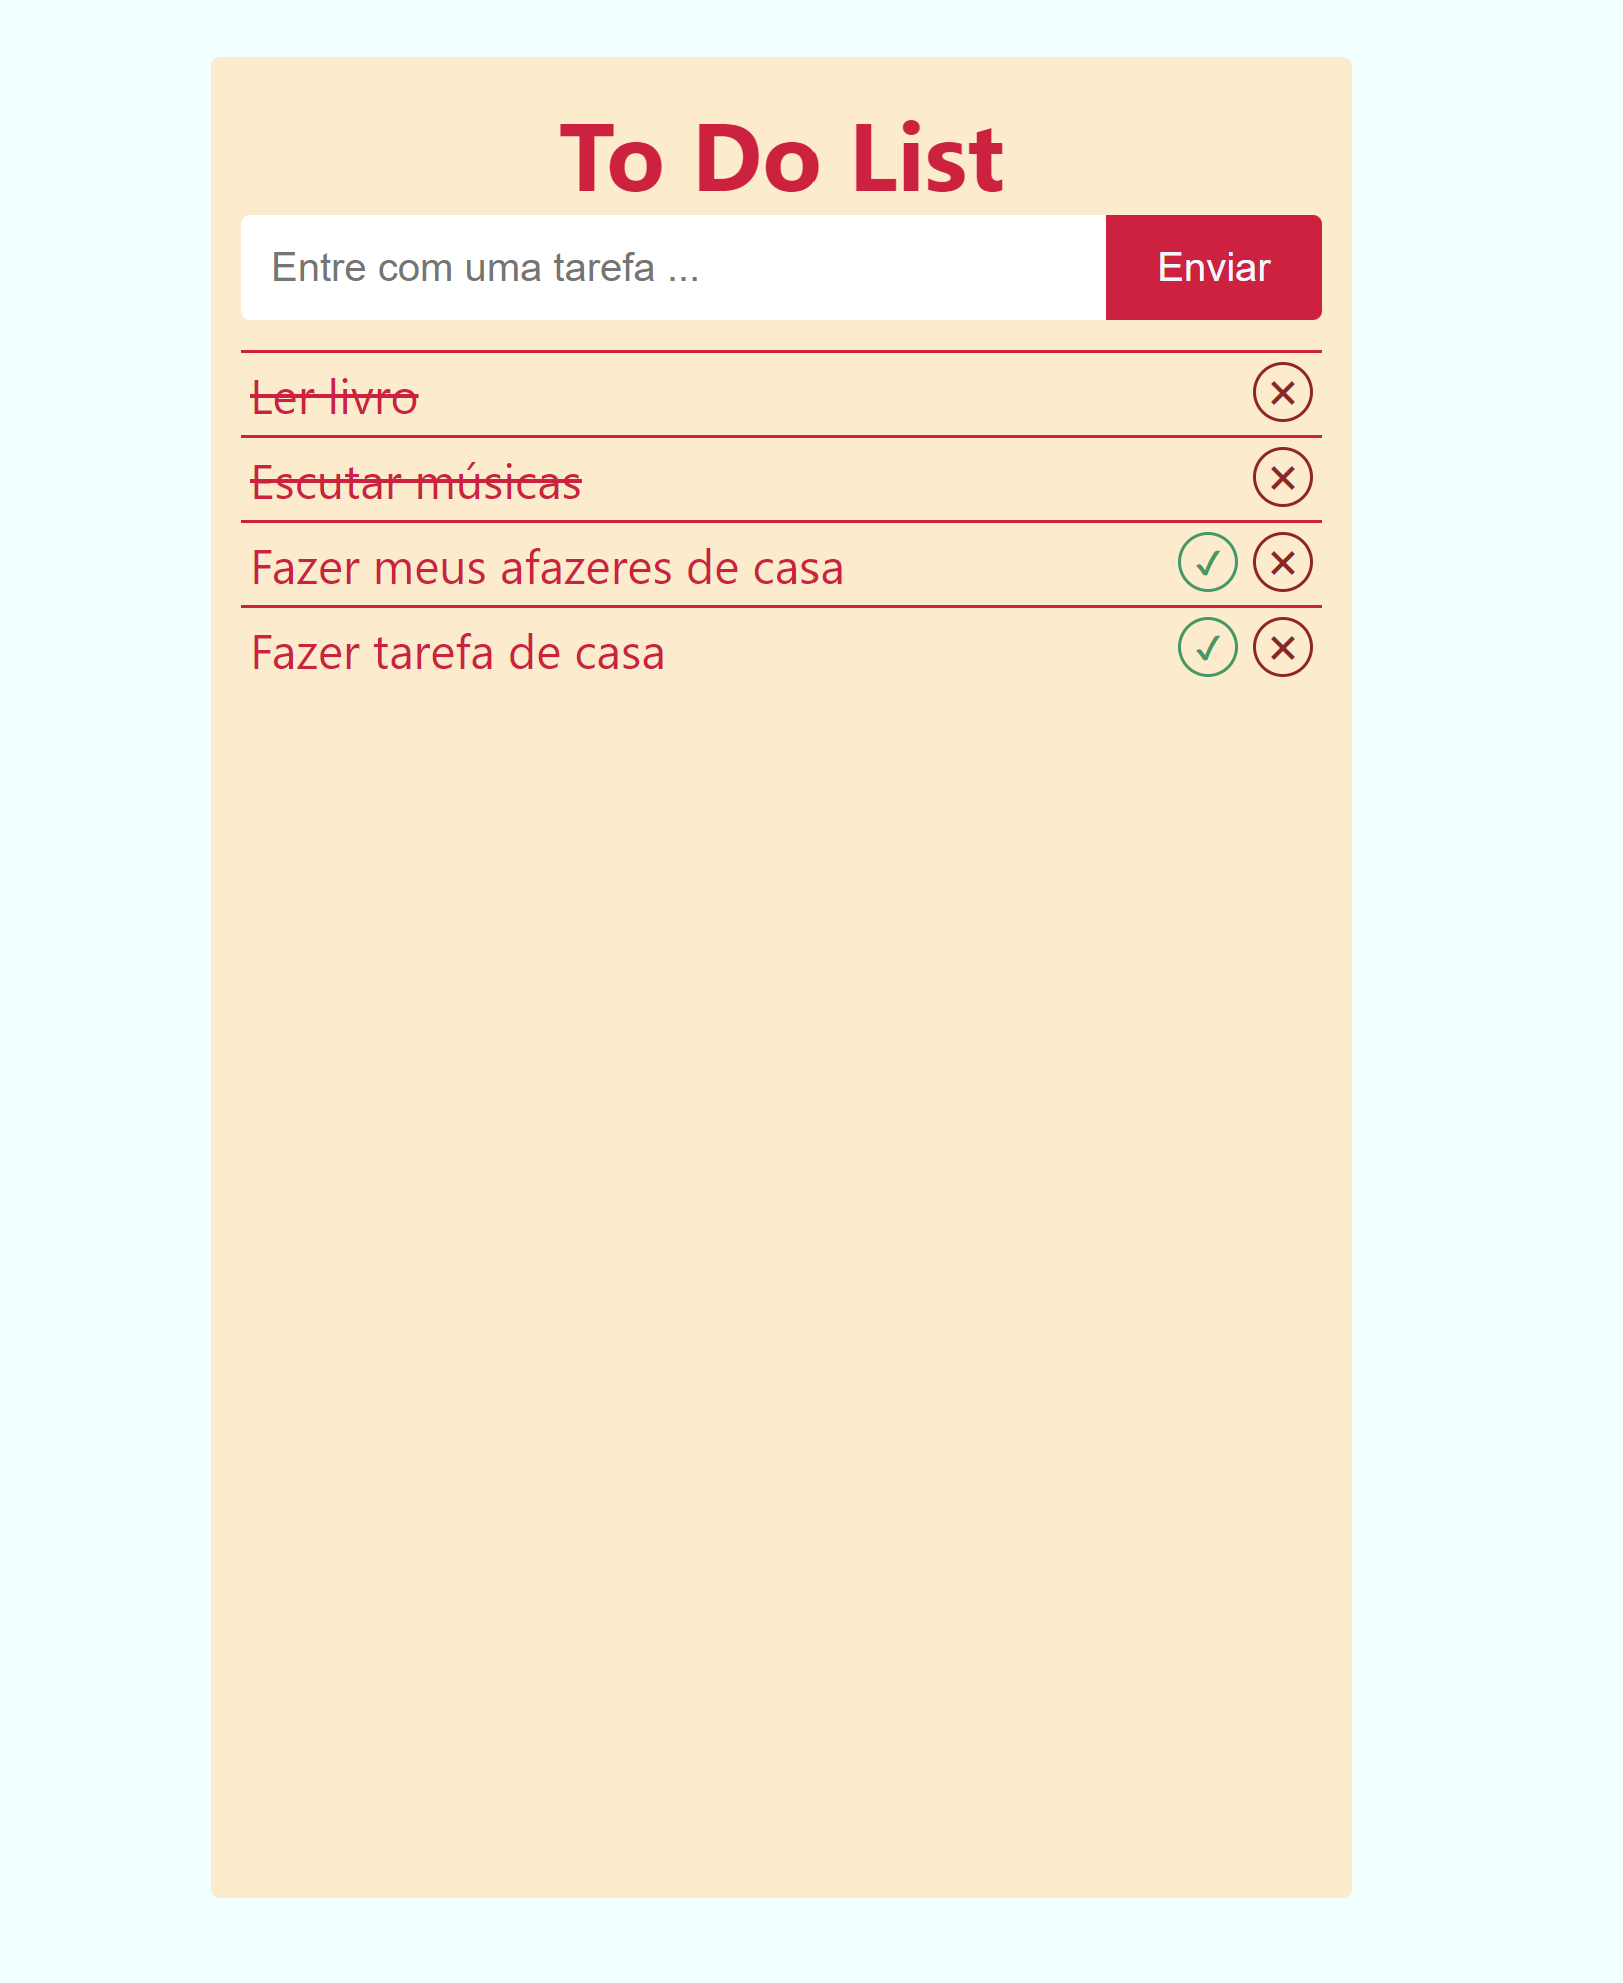 To Do List
Entre com uma tarefa ...
Enviar
Ler livro
Escutar músicas
Fazer meus afazeres de casa
Fazer tarefa de casa